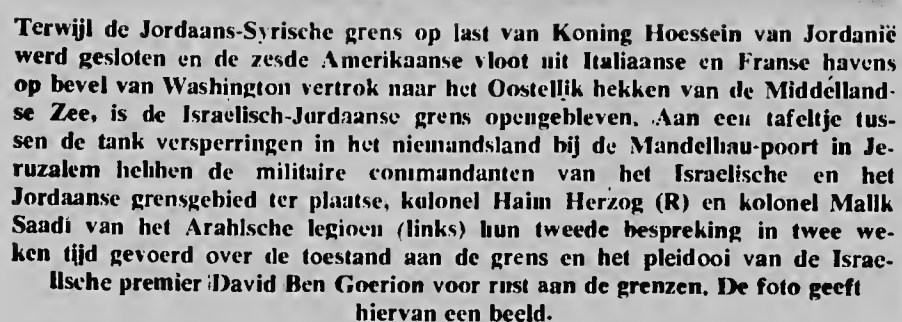 Terwijl de Jordaans-Syrische grens op last van Koning Hoessein van Jordanië
werd gesloten en de zesde Amerikaanse vloot uit Italiaanse en Franse havens
op bevel van Washington vertrok naar het Oostellijk hekken van de Middelland-
se Zee, is de Israelisch-Jordaanse grens opengebleven. Aan een tafeltje tus-
sen de tank versperringen in het niemandsland bij de Mandelbau-poort in Je-
ruzalem hebben de militaire commandanten van het Israelische en het
Jordaanse grensgebied ter plaatse, kolonel Haim Herzog (R) en kolonel Malik
Saadi van het Arabische legioen (links) hun tweede bespreking in twee we-
ken tijd gevoerd over de toestand aan de grens en het pleidooi van de Israe-
lische premier David Ben Goerion voor rust aan de grenzen. De foto geeft
hiervan een beeld.